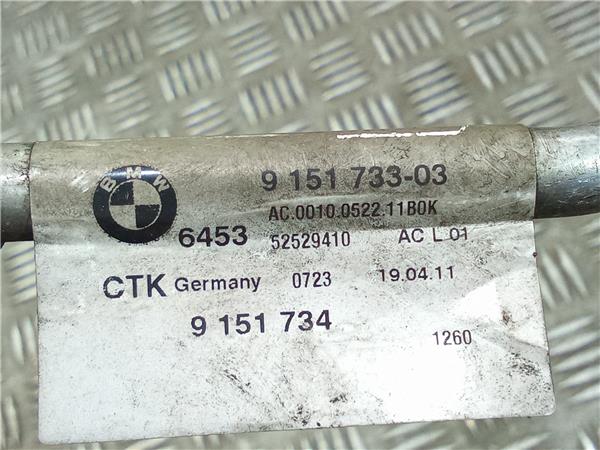 BMW
9 151 733-03
AC.0010.0522.11B0K
6453 52529410 AC L 01
CTK Germany 0723 19.04.11
9 151 734
1260